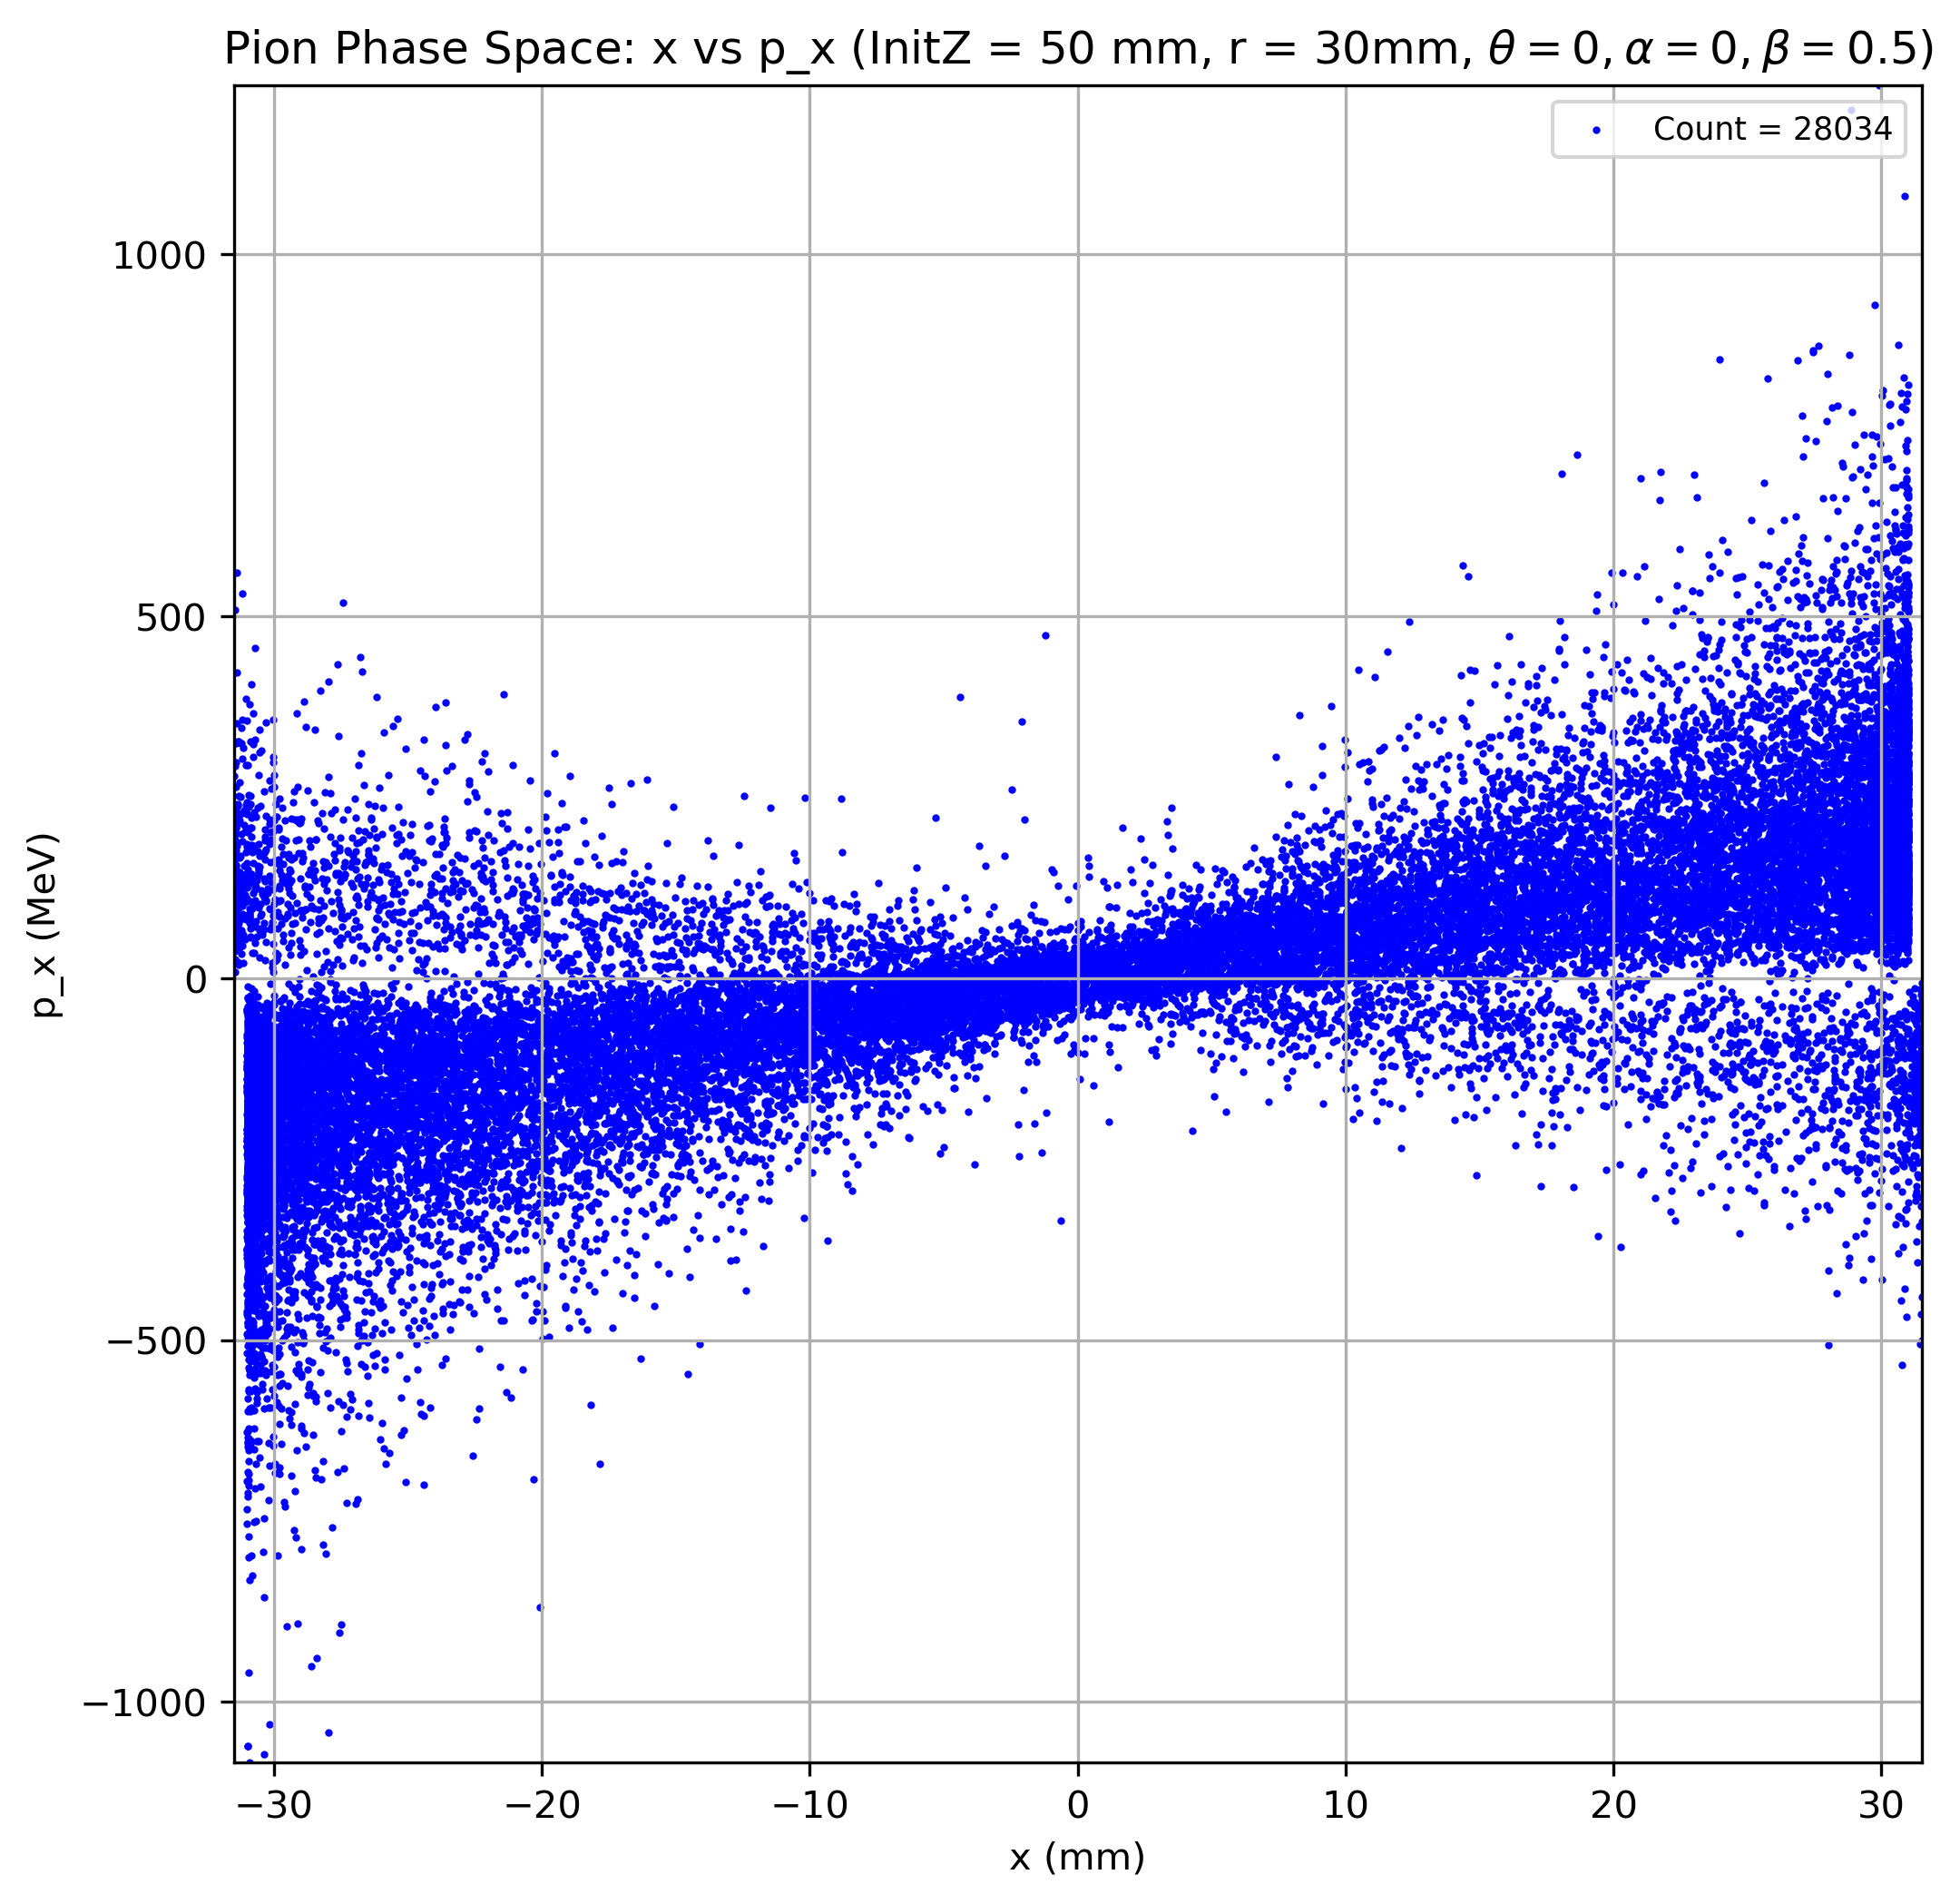 Pion Phase Space: x vs p_x (InitZ = 50 mm, r = 30mm, θ = 0, α = 0, β = 0.5)
Count = 28034
1000
500
0
−500
−1000
p_x (MeV)
−30 −20 −10 0 10 20 30
x (mm)